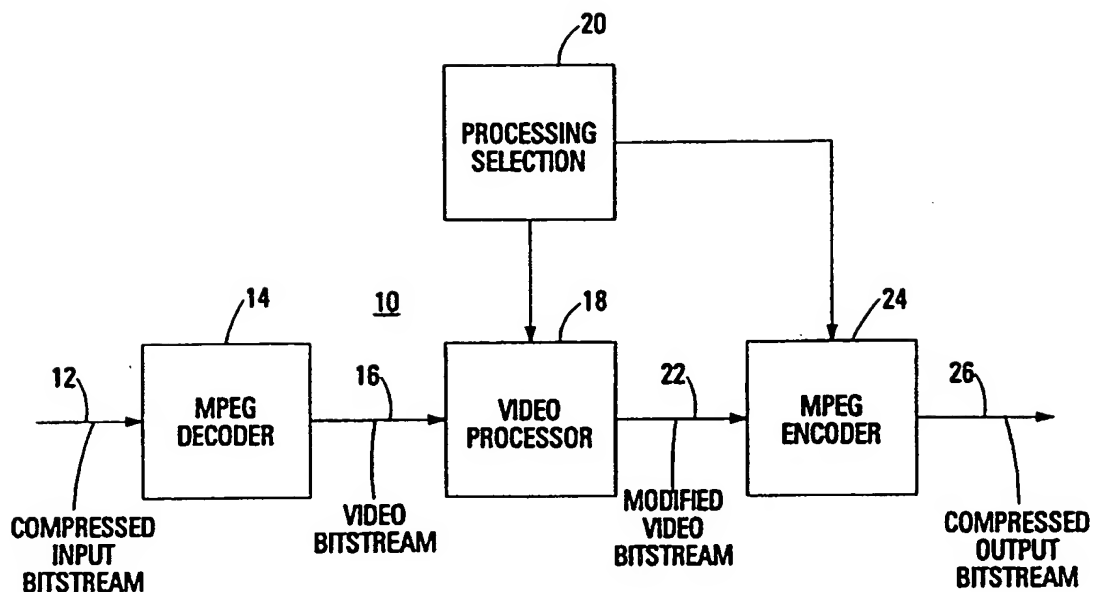 20
PROCESSING
SELECTION
14
10
18
24
12
16
22
26
MPEG
DECODER
VIDEO
PROCESSOR
MPEG
ENCODER
COMPRESSED
INPUT
BITSTREAM
VIDEO
BITSTREAM
MODIFIED
VIDEO
BITSTREAM
COMPRESSED
OUTPUT
BITSTREAM